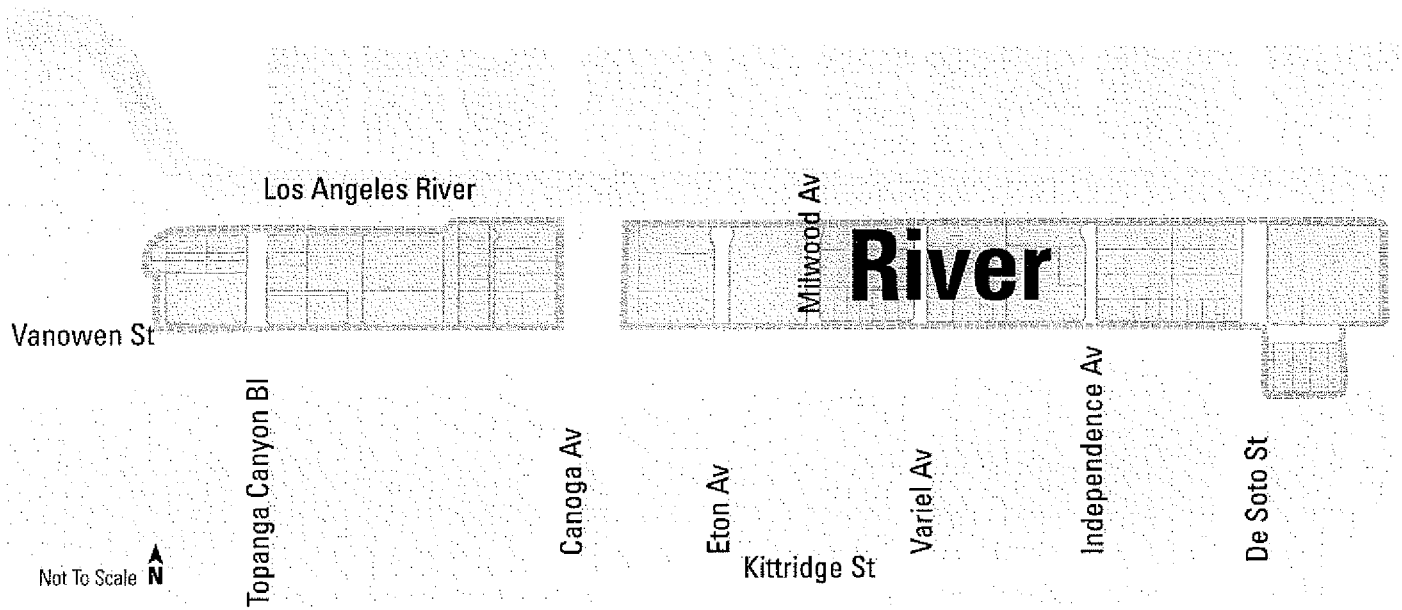 Los Angeles River
Milwood Av
River
Vanowen St
Topanga Canyon Bl
Canoga Av
Eton Av
Variel Av
Independence Av
De Soto St
Kittridge St
Not To Scale N